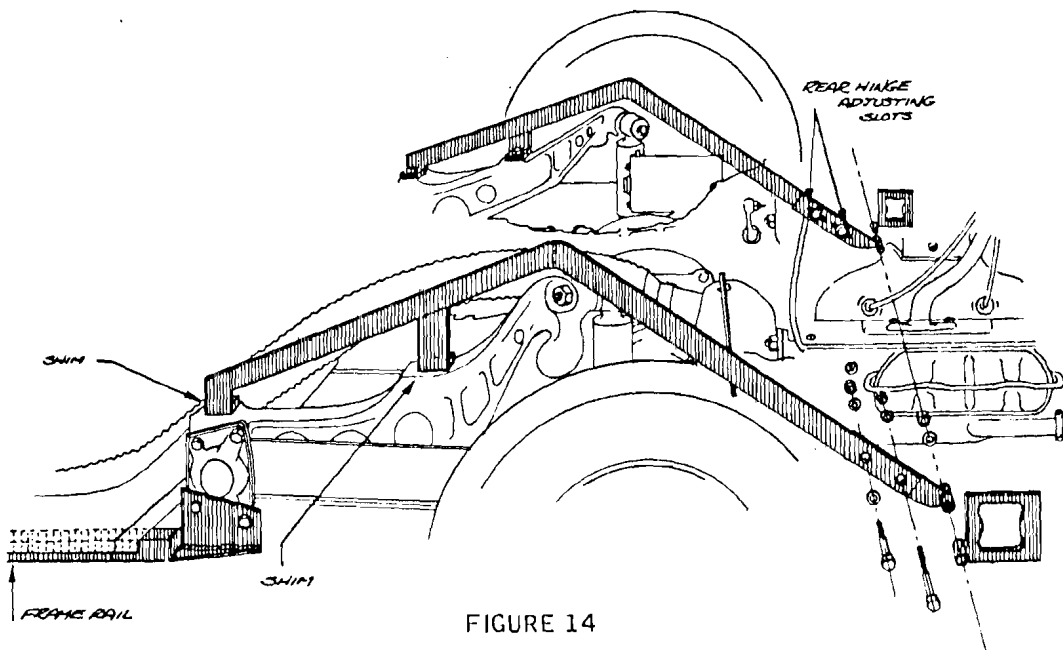 REAR HINGE
ADJUSTING
SLOTS
SHIM
SHIM
FRAME RAIL
FIGURE 14